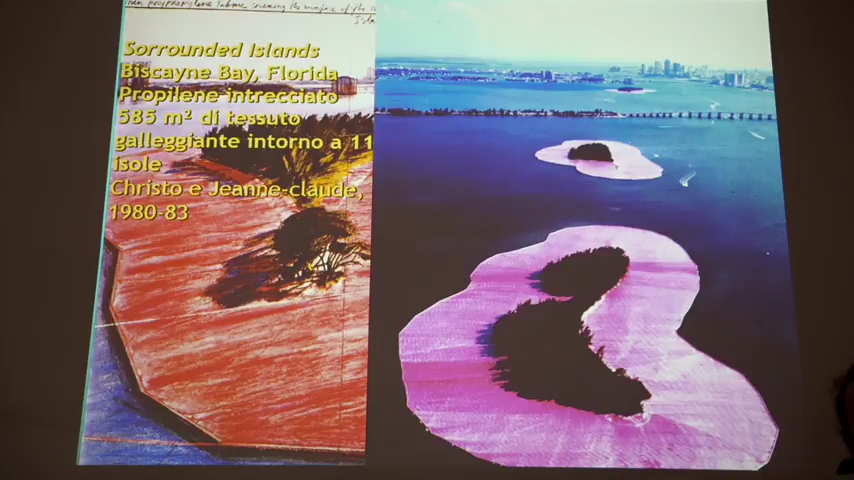 Isla
Sorrounded Islands
Biscayne Bay, Florida
Propilene intrecciato
585 m² di tessuto
galleggiante intorno a 11
isole
Christo e Jeanne-claude,
1980-83